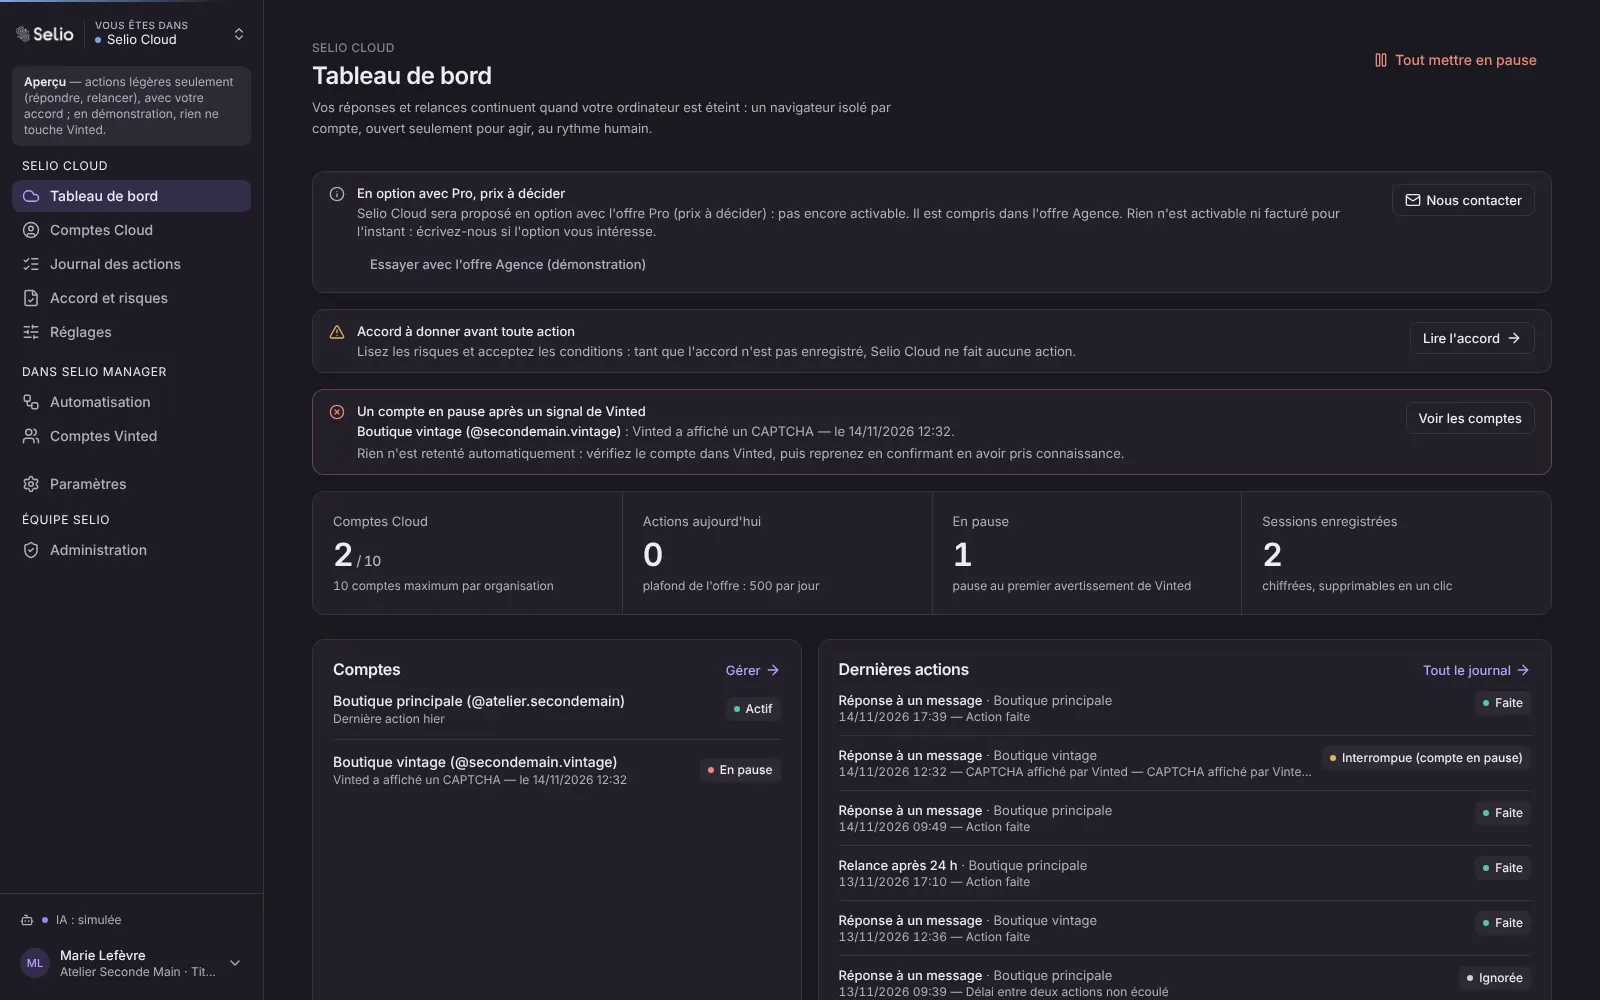 Selio
VOUS ÊTES DANS
Selio Cloud
Aperçu — actions légères seulement
(répondre, relancer), avec votre
accord ; en démonstration, rien ne
touche Vinted.
SELIO CLOUD
Tableau de bord
Comptes Cloud
Journal des actions
Accord et risques
Réglages
DANS SELIO MANAGER
Automatisation
Comptes Vinted
Paramètres
ÉQUIPE SELIO
Administration
IA : simulée
ML
Marie Lefèvre
Atelier Seconde Main · Tit...
SELIO CLOUD
Tableau de bord
Vos réponses et relances continuent quand votre ordinateur est éteint : un navigateur isolé par
compte, ouvert seulement pour agir, au rythme humain.
Tout mettre en pause
En option avec Pro, prix à décider
Selio Cloud sera proposé en option avec l'offre Pro (prix à décider) : pas encore activable. Il est compris dans l'offre Agence. Rien n'est activable ni facturé pour
l'instant : écrivez-nous si l'option vous intéresse.
Nous contacter
Essayer avec l'offre Agence (démonstration)
Accord à donner avant toute action
Lisez les risques et acceptez les conditions : tant que l'accord n'est pas enregistré, Selio Cloud ne fait aucune action.
Lire l'accord
Un compte en pause après un signal de Vinted
Boutique vintage (@secondemain.vintage) : Vinted a affiché un CAPTCHA — le 14/11/2026 12:32.
Rien n'est retenté automatiquement : vérifiez le compte dans Vinted, puis reprenez en confirmant en avoir pris connaissance.
Voir les comptes
Comptes Cloud
2 / 10
10 comptes maximum par organisation
Actions aujourd'hui
0
plafond de l'offre : 500 par jour
En pause
1
pause au premier avertissement de Vinted
Sessions enregistrées
2
chiffrées, supprimables en un clic
Comptes
Gérer
Boutique principale (@atelier.secondemain)
Dernière action hier
Actif
Boutique vintage (@secondemain.vintage)
Vinted a affiché un CAPTCHA — le 14/11/2026 12:32
En pause
Dernières actions
Tout le journal
Réponse à un message · Boutique principale
14/11/2026 17:39 — Action faite
Faite
Réponse à un message · Boutique vintage
14/11/2026 12:32 — CAPTCHA affiché par Vinted — CAPTCHA affiché par Vinte...
Interrompue (compte en pause)
Réponse à un message · Boutique principale
14/11/2026 09:49 — Action faite
Faite
Relance après 24 h · Boutique principale
13/11/2026 17:10 — Action faite
Faite
Réponse à un message · Boutique vintage
13/11/2026 12:36 — Action faite
Faite
Réponse à un message · Boutique principale
13/11/2026 09:39 — Délai entre deux actions non écoulé
Ignorée